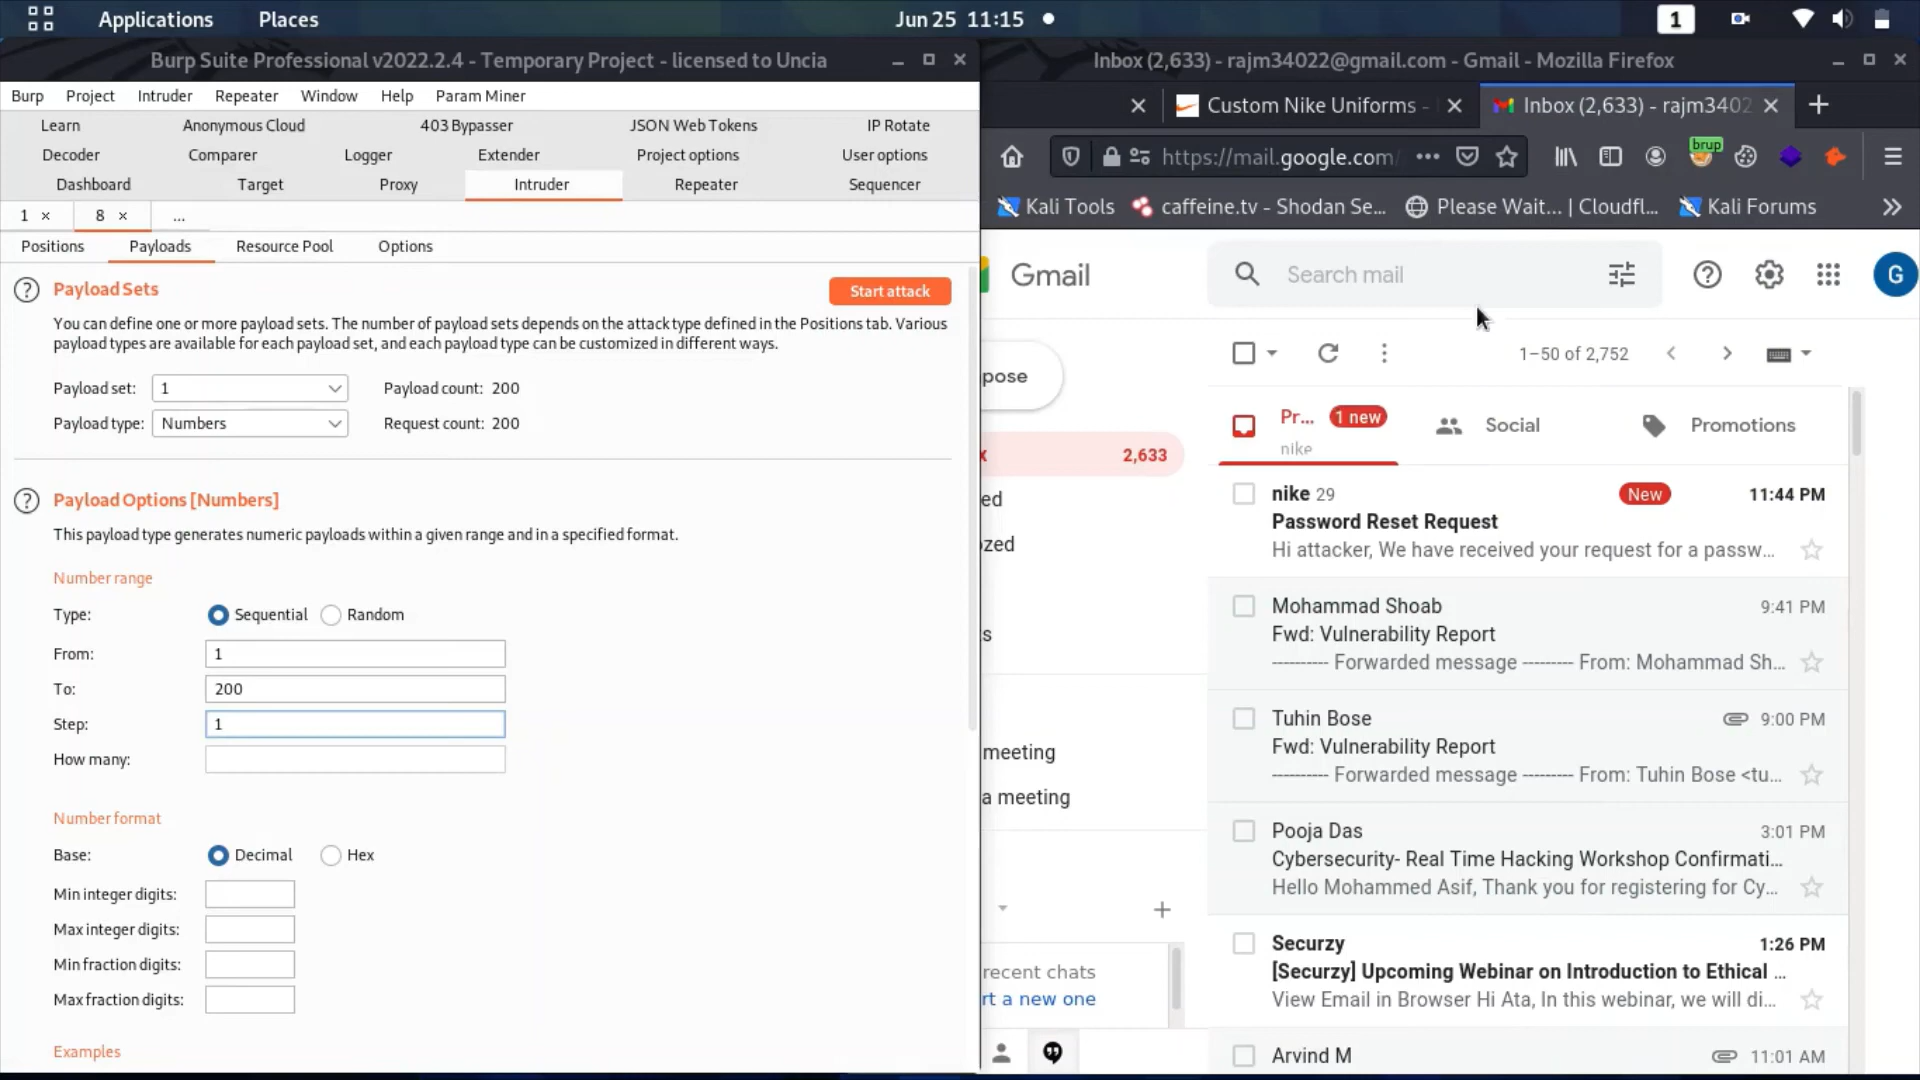 Applications Places Jun 25 11:15 1
Burp Suite Professional v2022.2.4 - Temporary Project - licensed to Uncia
Burp Project Intruder Repeater Window Help Param Miner
Learn Anonymous Cloud 403 Bypasser JSON Web Tokens IP Rotate
Decoder Comparer Logger Extender Project options User options
Dashboard Target Proxy Intruder Repeater Sequencer
1 × 8 × ...
Positions Payloads Resource Pool Options
? Payload Sets Start attack
You can define one or more payload sets. The number of payload sets depends on the attack type defined in the Positions tab. Various
payload types are available for each payload set, and each payload type can be customized in different ways.
Payload set: 1 Payload count: 200
Payload type: Numbers Request count: 200
? Payload Options [Numbers]
This payload type generates numeric payloads within a given range and in a specified format.
Number range
Type: Sequential Random
From: 1
To: 200
Step: 1
How many:
Number format
Base: Decimal Hex
Min integer digits:
Max integer digits:
Min fraction digits:
Max fraction digits:
Examples
Inbox (2,633) - rajm34022@gmail.com - Gmail - Mozilla Firefox
Custom Nike Uniforms - Inbox (2,633) - rajm3402
https://mail.google.com brup
Kali Tools caffeine.tv - Shodan Se... Please Wait... | Cloudfl... Kali Forums
Gmail Search mail G
pose 1–50 of 2,752
Pr... 1 new Social Promotions
nike
x 2,633
ed
ozed
s
meeting
a meeting
recent chats
rt a new one
nike 29 New 11:44 PM
Password Reset Request
Hi attacker, We have received your request for a passw...
Mohammad Shoab 9:41 PM
Fwd: Vulnerability Report
---------- Forwarded message --------- From: Mohammad Sh...
Tuhin Bose 9:00 PM
Fwd: Vulnerability Report
---------- Forwarded message --------- From: Tuhin Bose <tu...
Pooja Das 3:01 PM
Cybersecurity- Real Time Hacking Workshop Confirmati...
Hello Mohammed Asif, Thank you for registering for Cy...
Securzy 1:26 PM
[Securzy] Upcoming Webinar on Introduction to Ethical ...
View Email in Browser Hi Ata, In this webinar, we will di...
Arvind M 11:01 AM